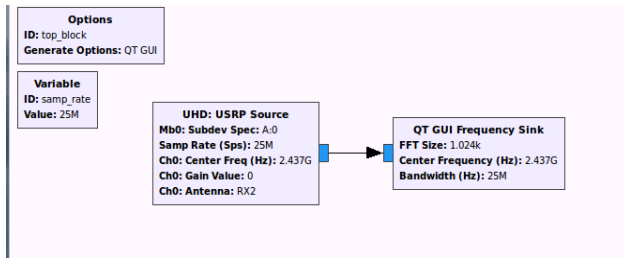 Options
ID: top_block
Generate Options: QT GUI
Variable
ID: samp_rate
Value: 25M
UHD: USRP Source
Mb0: Subdev Spec: A:0
Samp Rate (Sps): 25M
Ch0: Center Freq (Hz): 2.437G
Ch0: Gain Value: 0
Ch0: Antenna: RX2
QT GUI Frequency Sink
FFT Size: 1.024k
Center Frequency (Hz): 2.437G
Bandwidth (Hz): 25M